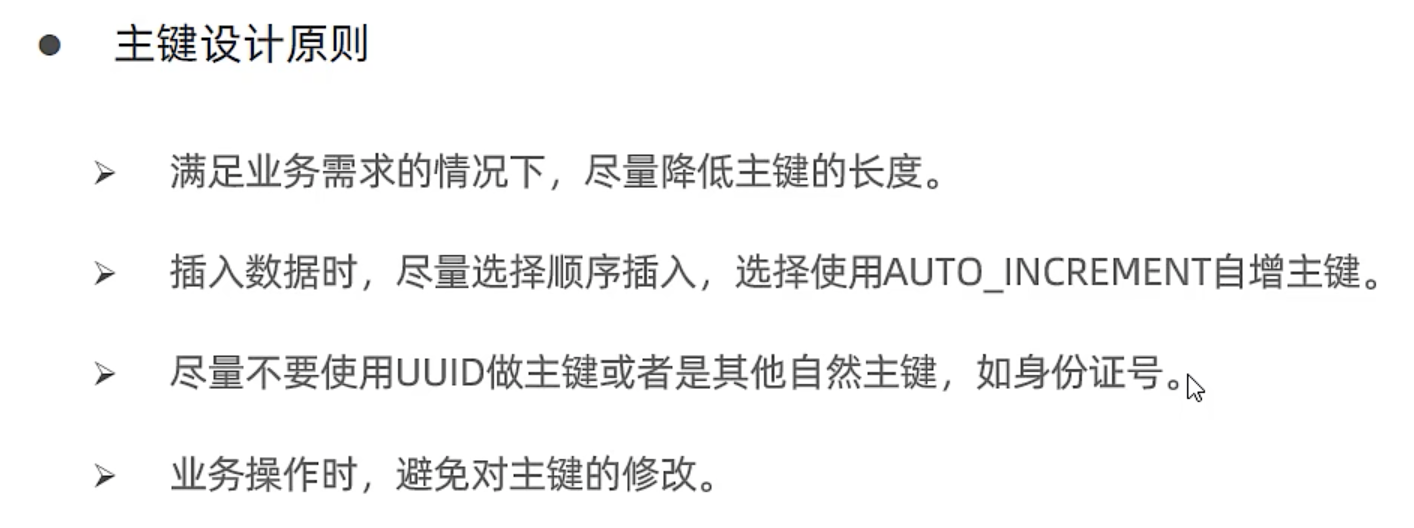 ● 主键设计原则
➢ 满足业务需求的情况下，尽量降低主键的长度。
➢ 插入数据时，尽量选择顺序插入，选择使用AUTO_INCREMENT自增主键。
➢ 尽量不要使用UUID做主键或者是其他自然主键，如身份证号。
➢ 业务操作时，避免对主键的修改。